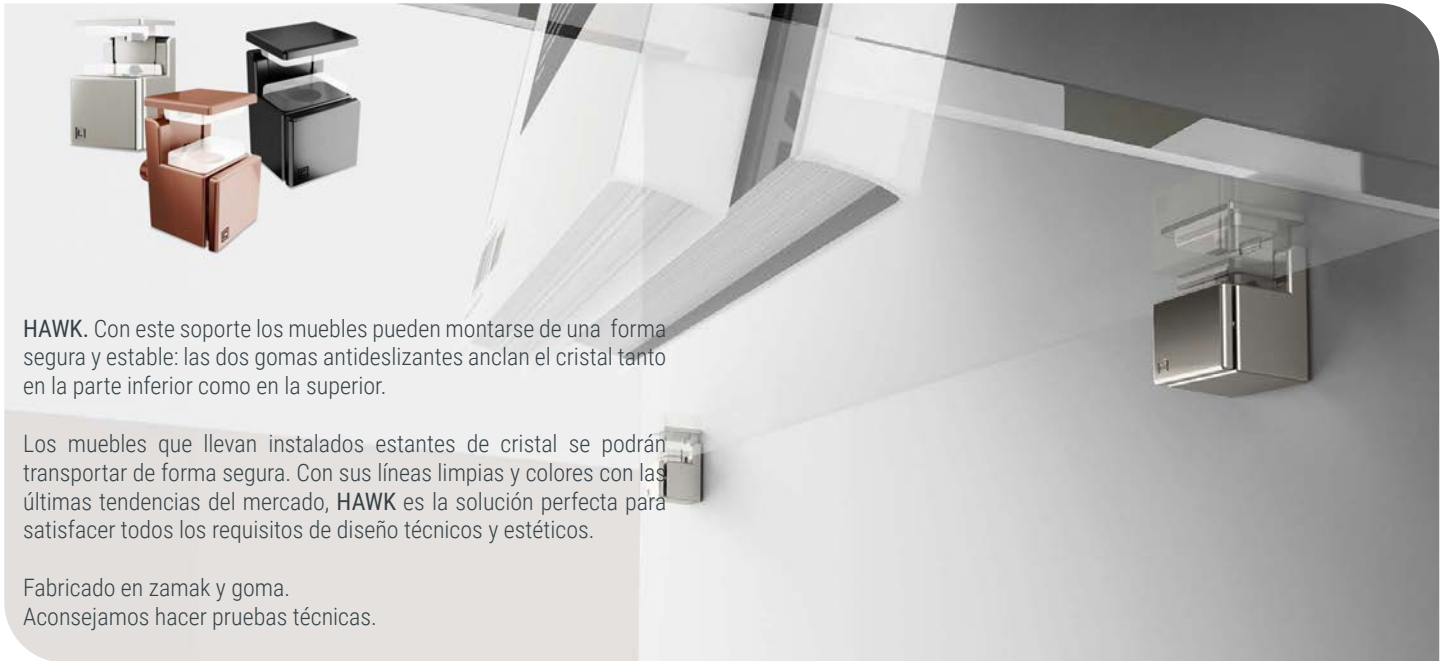 HAWK. Con este soporte los muebles pueden montarse de una forma
segura y estable: las dos gomas antideslizantes anclan el cristal tanto
en la parte inferior como en la superior.
Los muebles que llevan instalados estantes de cristal se podrán
transportar de forma segura. Con sus líneas limpias y colores con las
últimas tendencias del mercado, HAWK es la solución perfecta para
satisfacer todos los requisitos de diseño técnicos y estéticos.
Fabricado en zamak y goma.
Aconsejamos hacer pruebas técnicas.